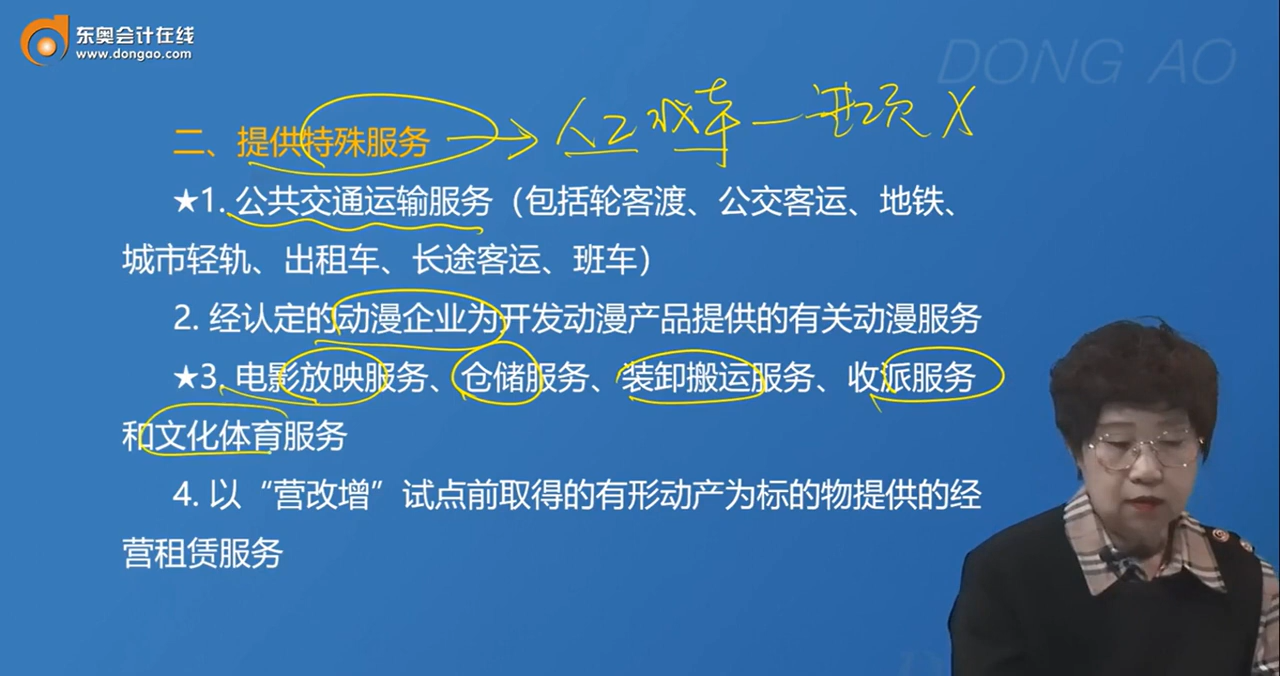 东奥会计在线
www.dongao.com
DONG AO
人工 成本 — 进项 X
二、提供特殊服务
★1. 公共交通运输服务（包括轮客渡、公交客运、地铁、
城市轻轨、出租车、长途客运、班车）
2. 经认定的动漫企业为开发动漫产品提供的有关动漫服务
★3. 电影放映服务、仓储服务、装卸搬运服务、收派服务
和文化体育服务
4. 以“营改增”试点前取得的有形动产为标的物提供的经
营租赁服务